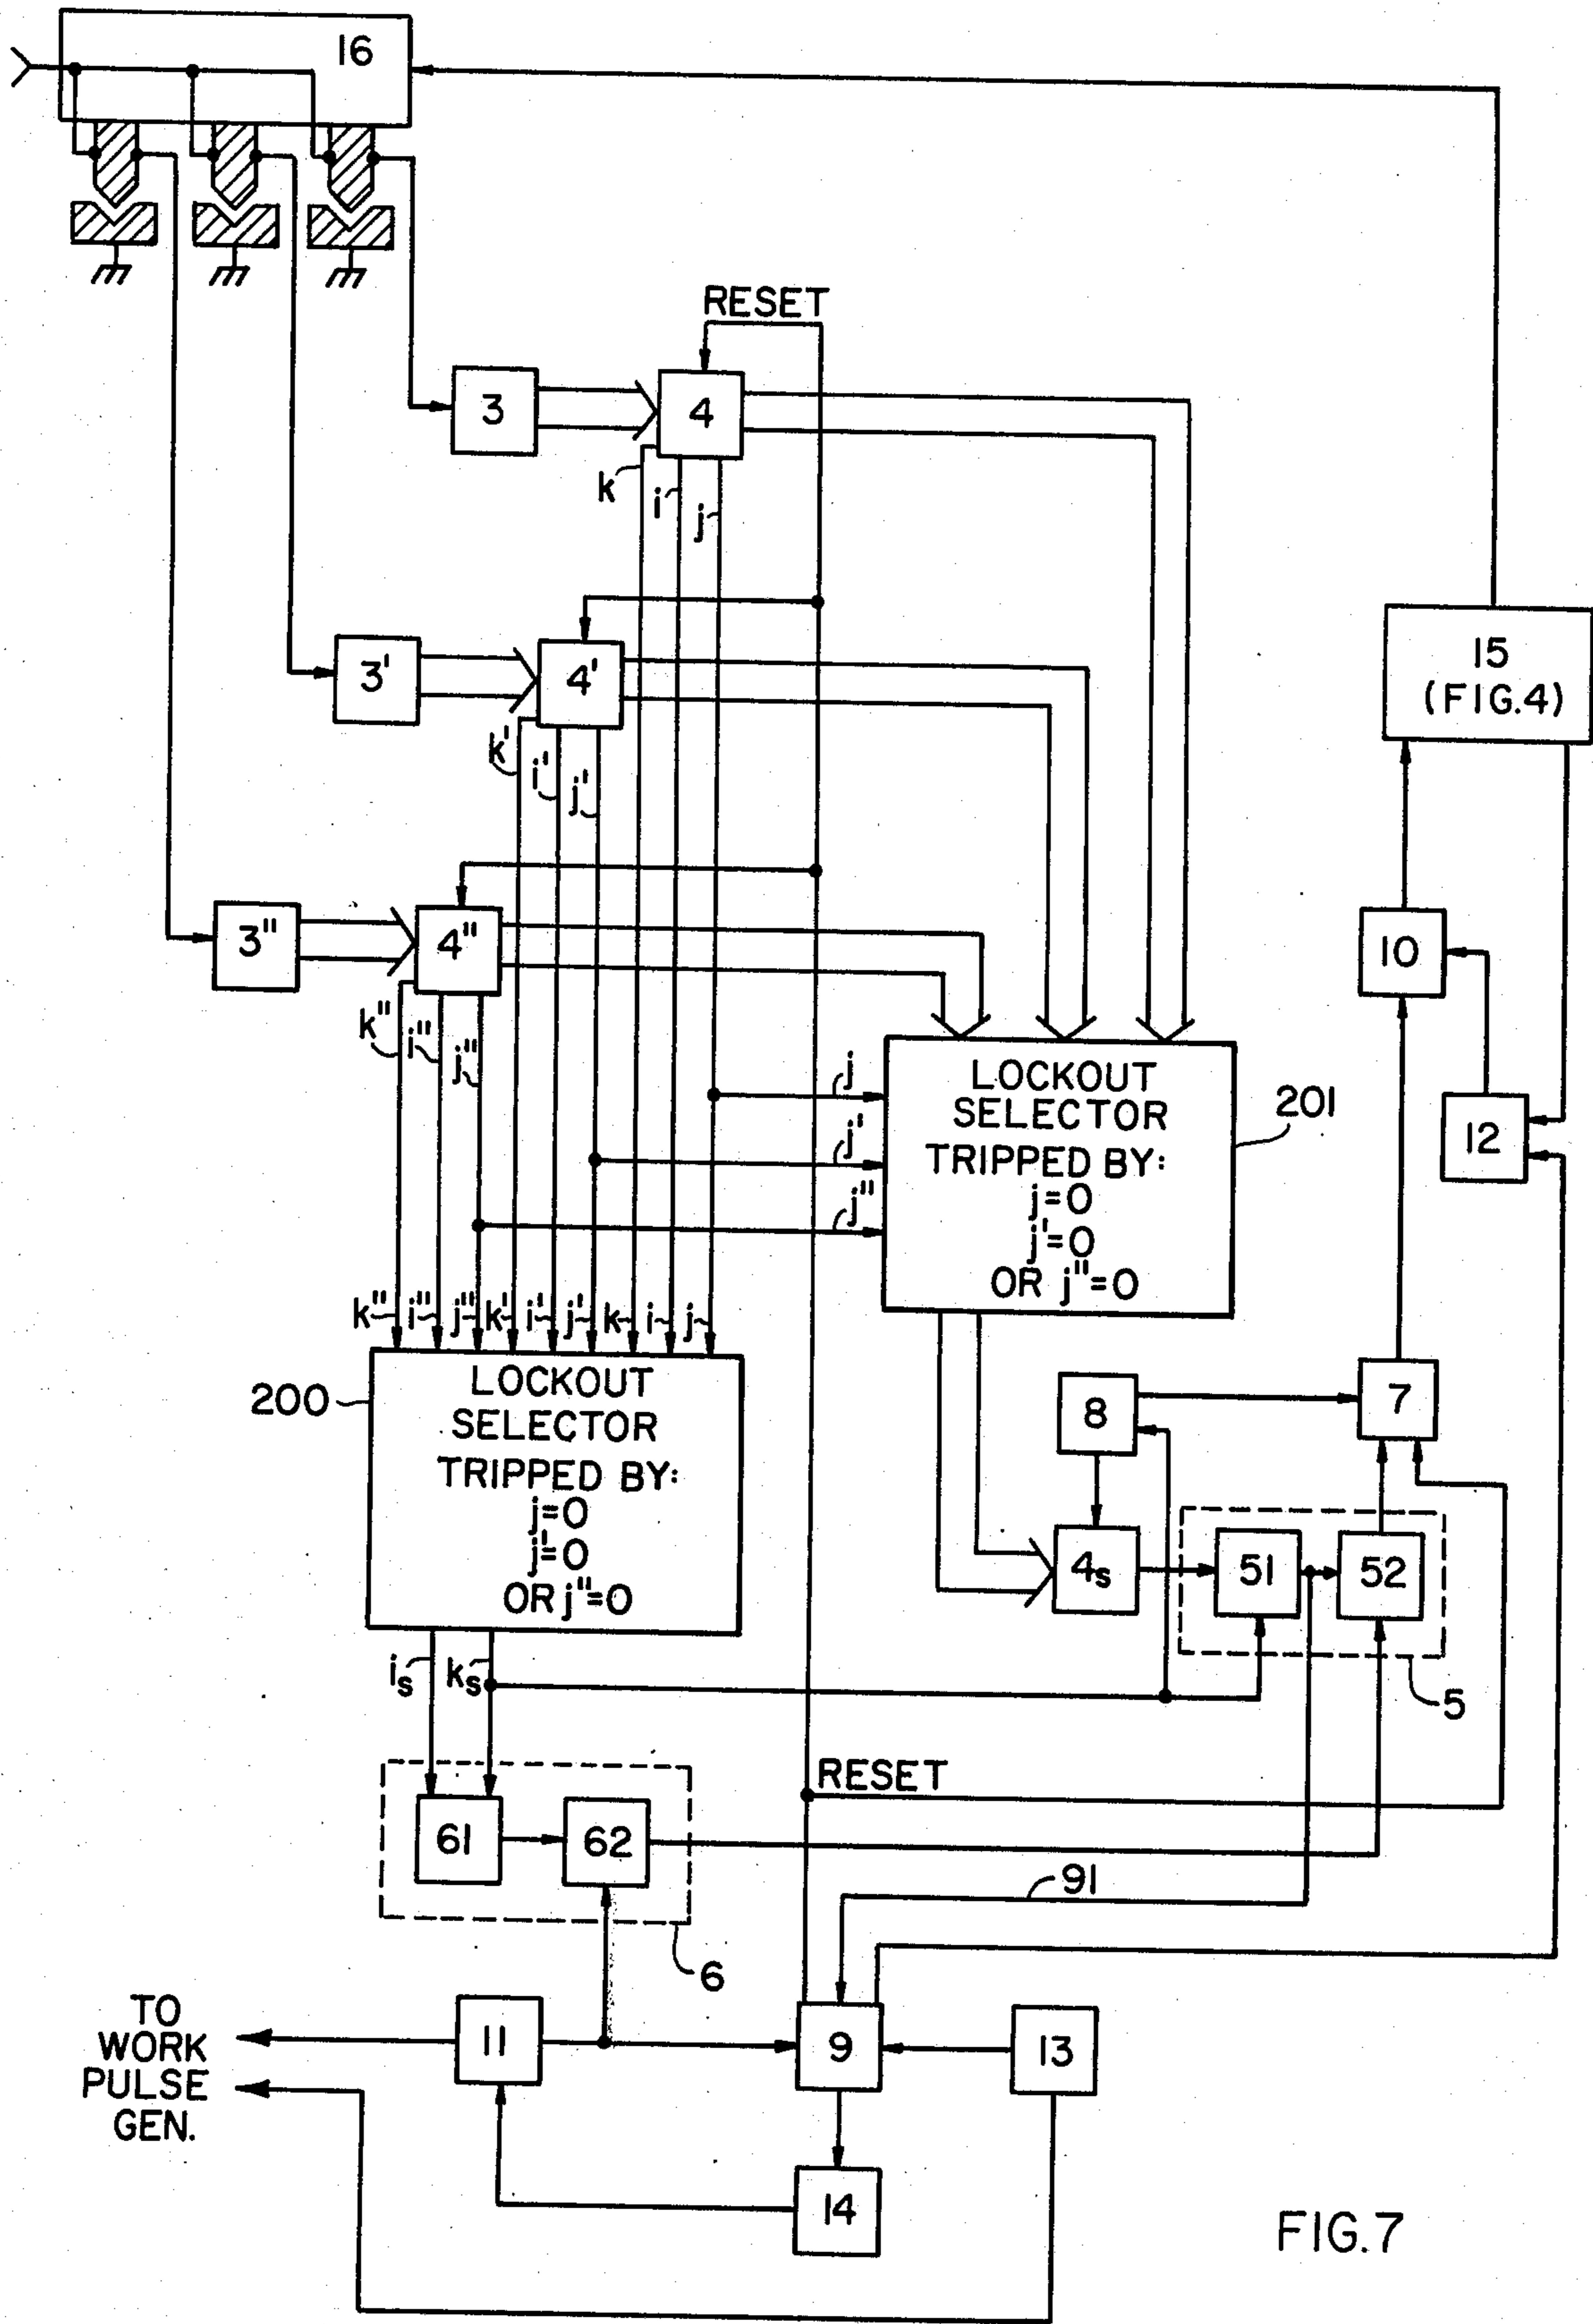 16
RESET
3
4
k
i
j
3'
4'
k'
i'
j'
15
(FIG.4)
3"
4"
k"
i"
j"
10
12
j
j'
j"
LOCKOUT
SELECTOR
TRIPPED BY:
j=0
j'=0
OR j"=0
201
k" i" j" k' i' j' k i j
200
LOCKOUT
SELECTOR
TRIPPED BY:
j=0
j'=0
OR j"=0
8
7
4s
51
52
5
is
ks
RESET
61
62
91
6
TO
WORK
PULSE
GEN.
11
9
13
14
FIG.7